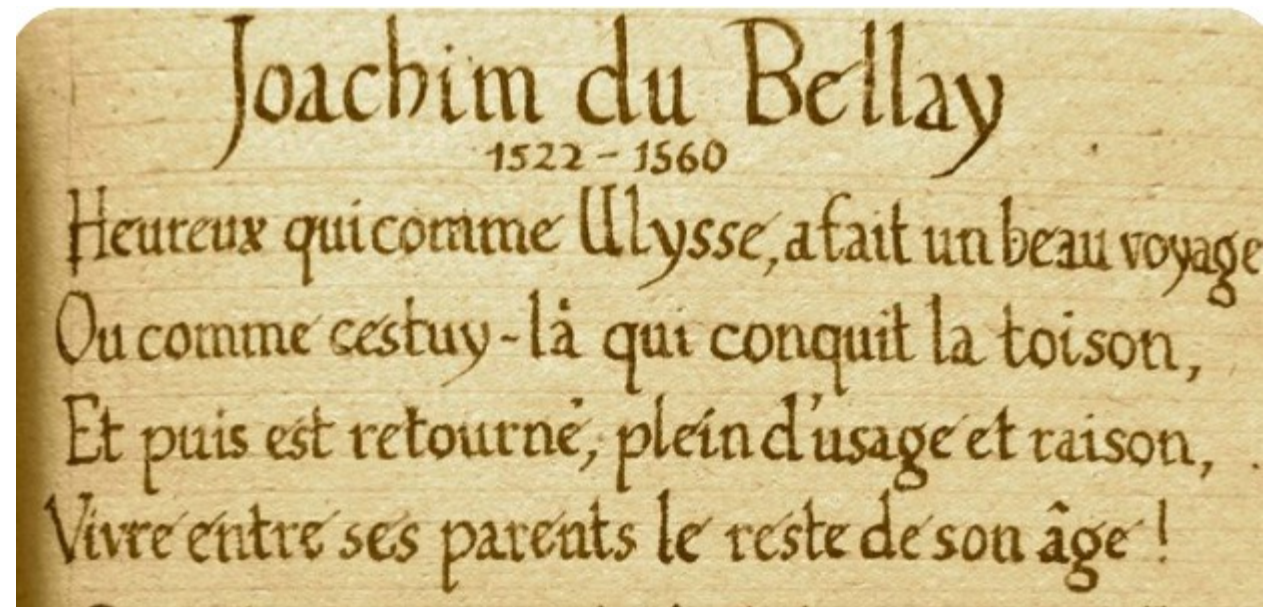 Joachim du Bellay
1522 - 1560
Heureux qui comme Ulysse, a fait un beau voyage
Ou comme cestuy-là qui conquit la toison,
Et puis est retourné, plein d'usage et raison,
Vivre entre ses parents le reste de son âge !